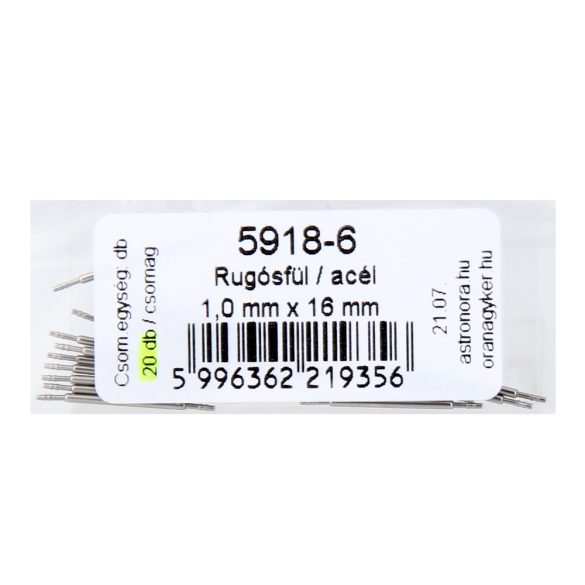 Csom.egység: db
20 db / csomag
5918-6
Rugósfül / acél
1,0 mm x 16 mm
5 996362 219356
21.07.
astronora.hu
oranagyker.hu